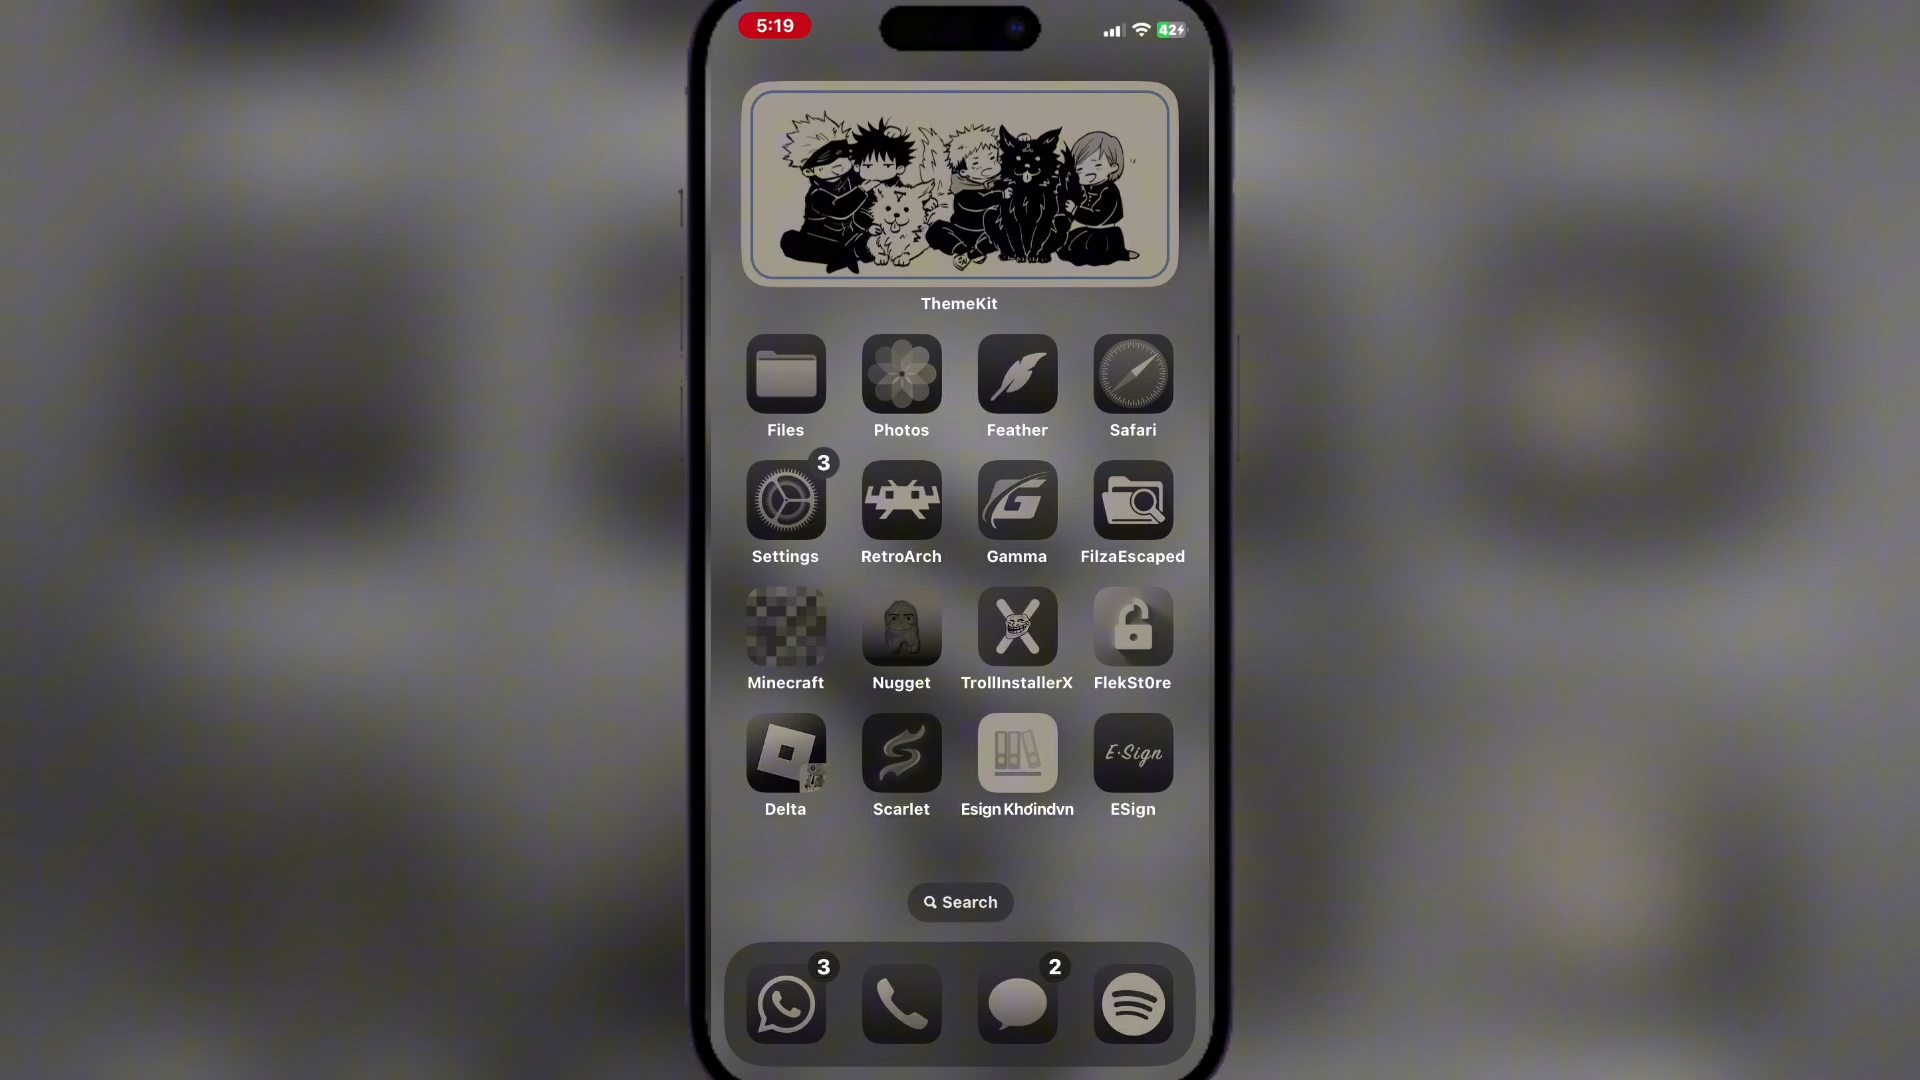 5:19
42
ThemeKit
Files Photos Feather Safari
3
Settings RetroArch Gamma FilzaEscaped
Minecraft Nugget TrollInstallerX FlekSt0re
E·Sign
Delta Scarlet Esign Khơindvn ESign
Search
3 2